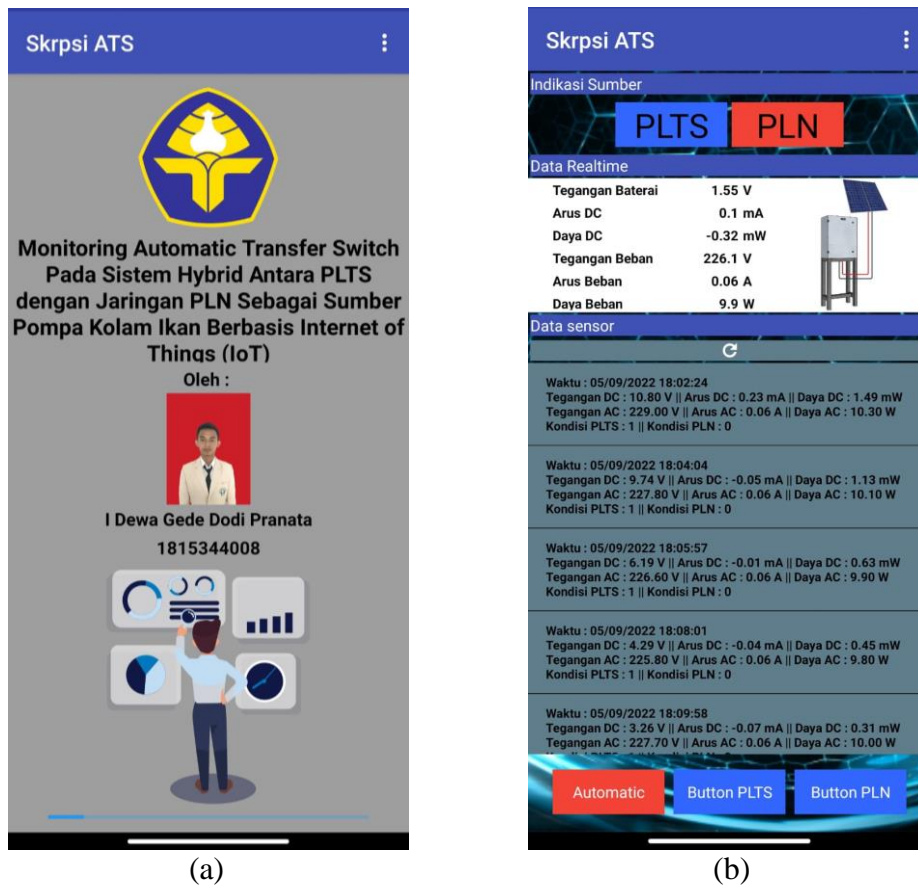 Skrpsi ATS
Monitoring Automatic Transfer Switch
Pada Sistem Hybrid Antara PLTS
dengan Jaringan PLN Sebagai Sumber
Pompa Kolam Ikan Berbasis Internet of
Things (IoT)
Oleh :
I Dewa Gede Dodi Pranata
1815344008
(a)
Skrpsi ATS
Indikasi Sumber
PLTS PLN
Data Realtime
Tegangan Baterai 1.55 V
Arus DC 0.1 mA
Daya DC -0.32 mW
Tegangan Beban 226.1 V
Arus Beban 0.06 A
Daya Beban 9.9 W
Data sensor
Waktu : 05/09/2022 18:02:24
Tegangan DC : 10.80 V || Arus DC : 0.23 mA || Daya DC : 1.49 mW
Tegangan AC : 229.00 V || Arus AC : 0.06 A || Daya AC : 10.30 W
Kondisi PLTS : 1 || Kondisi PLN : 0
Waktu : 05/09/2022 18:04:04
Tegangan DC : 9.74 V || Arus DC : -0.05 mA || Daya DC : 1.13 mW
Tegangan AC : 227.80 V || Arus AC : 0.06 A || Daya AC : 10.10 W
Kondisi PLTS : 1 || Kondisi PLN : 0
Waktu : 05/09/2022 18:05:57
Tegangan DC : 6.19 V || Arus DC : -0.01 mA || Daya DC : 0.63 mW
Tegangan AC : 226.60 V || Arus AC : 0.06 A || Daya AC : 9.90 W
Kondisi PLTS : 1 || Kondisi PLN : 0
Waktu : 05/09/2022 18:08:01
Tegangan DC : 4.29 V || Arus DC : -0.04 mA || Daya DC : 0.45 mW
Tegangan AC : 225.80 V || Arus AC : 0.06 A || Daya AC : 9.80 W
Kondisi PLTS : 1 || Kondisi PLN : 0
Waktu : 05/09/2022 18:09:58
Tegangan DC : 3.26 V || Arus DC : -0.07 mA || Daya DC : 0.31 mW
Tegangan AC : 227.70 V || Arus AC : 0.06 A || Daya AC : 10.00 W
Automatic Button PLTS Button PLN
(b)